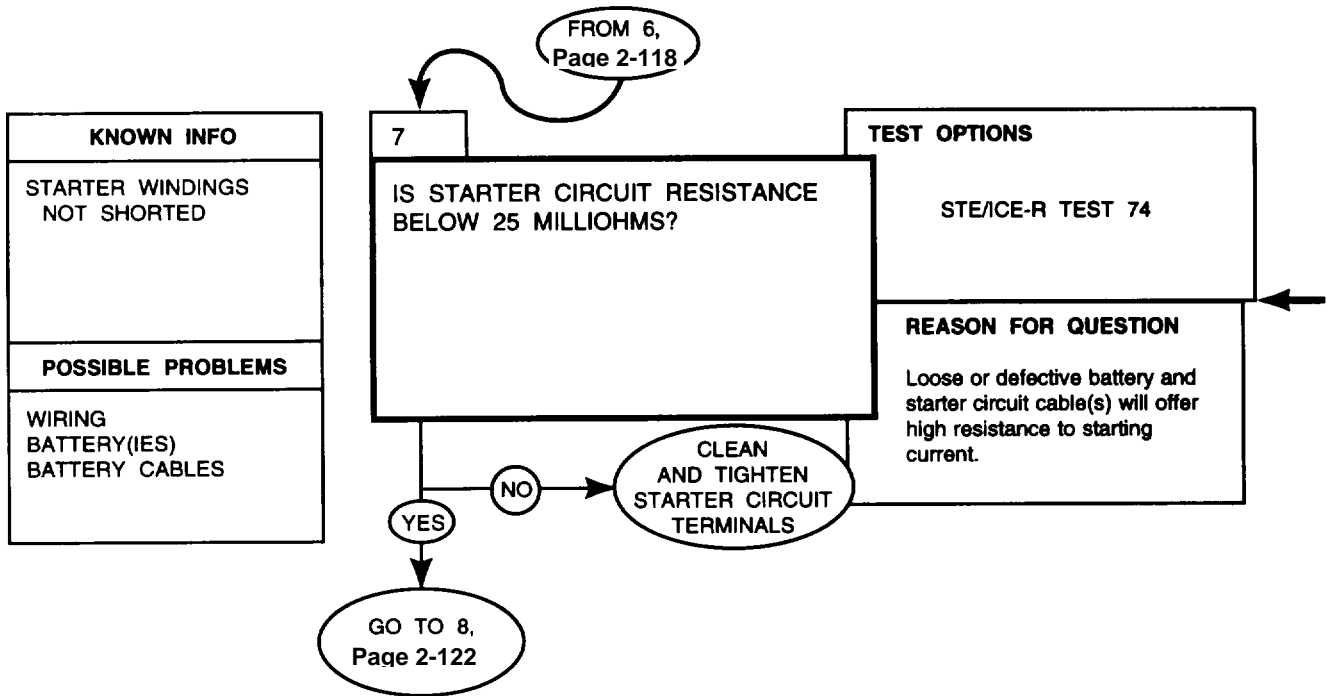 FROM 6,
Page 2-118
KNOWN INFO
STARTER WINDINGS
NOT SHORTED
POSSIBLE PROBLEMS
WIRING
BATTERY(IES)
BATTERY CABLES
7
IS STARTER CIRCUIT RESISTANCE
BELOW 25 MILLIOHMS?
TEST OPTIONS
STE/ICE-R TEST 74
REASON FOR QUESTION
Loose or defective battery and
starter circuit cable(s) will offer
high resistance to starting
current.
NO
CLEAN
AND TIGHTEN
STARTER CIRCUIT
TERMINALS
YES
GO TO 8,
Page 2-122